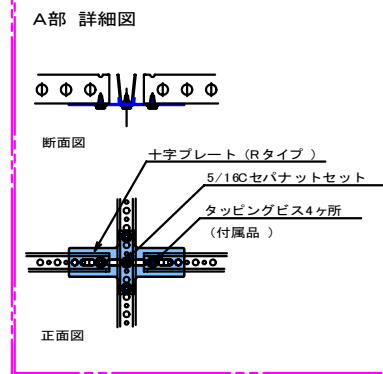 A部 詳細図
断面図
十字プレート（Rタイプ ）
5/16Cセパナットセット
タッピングビス4ヶ所
（付属品 ）
正面図